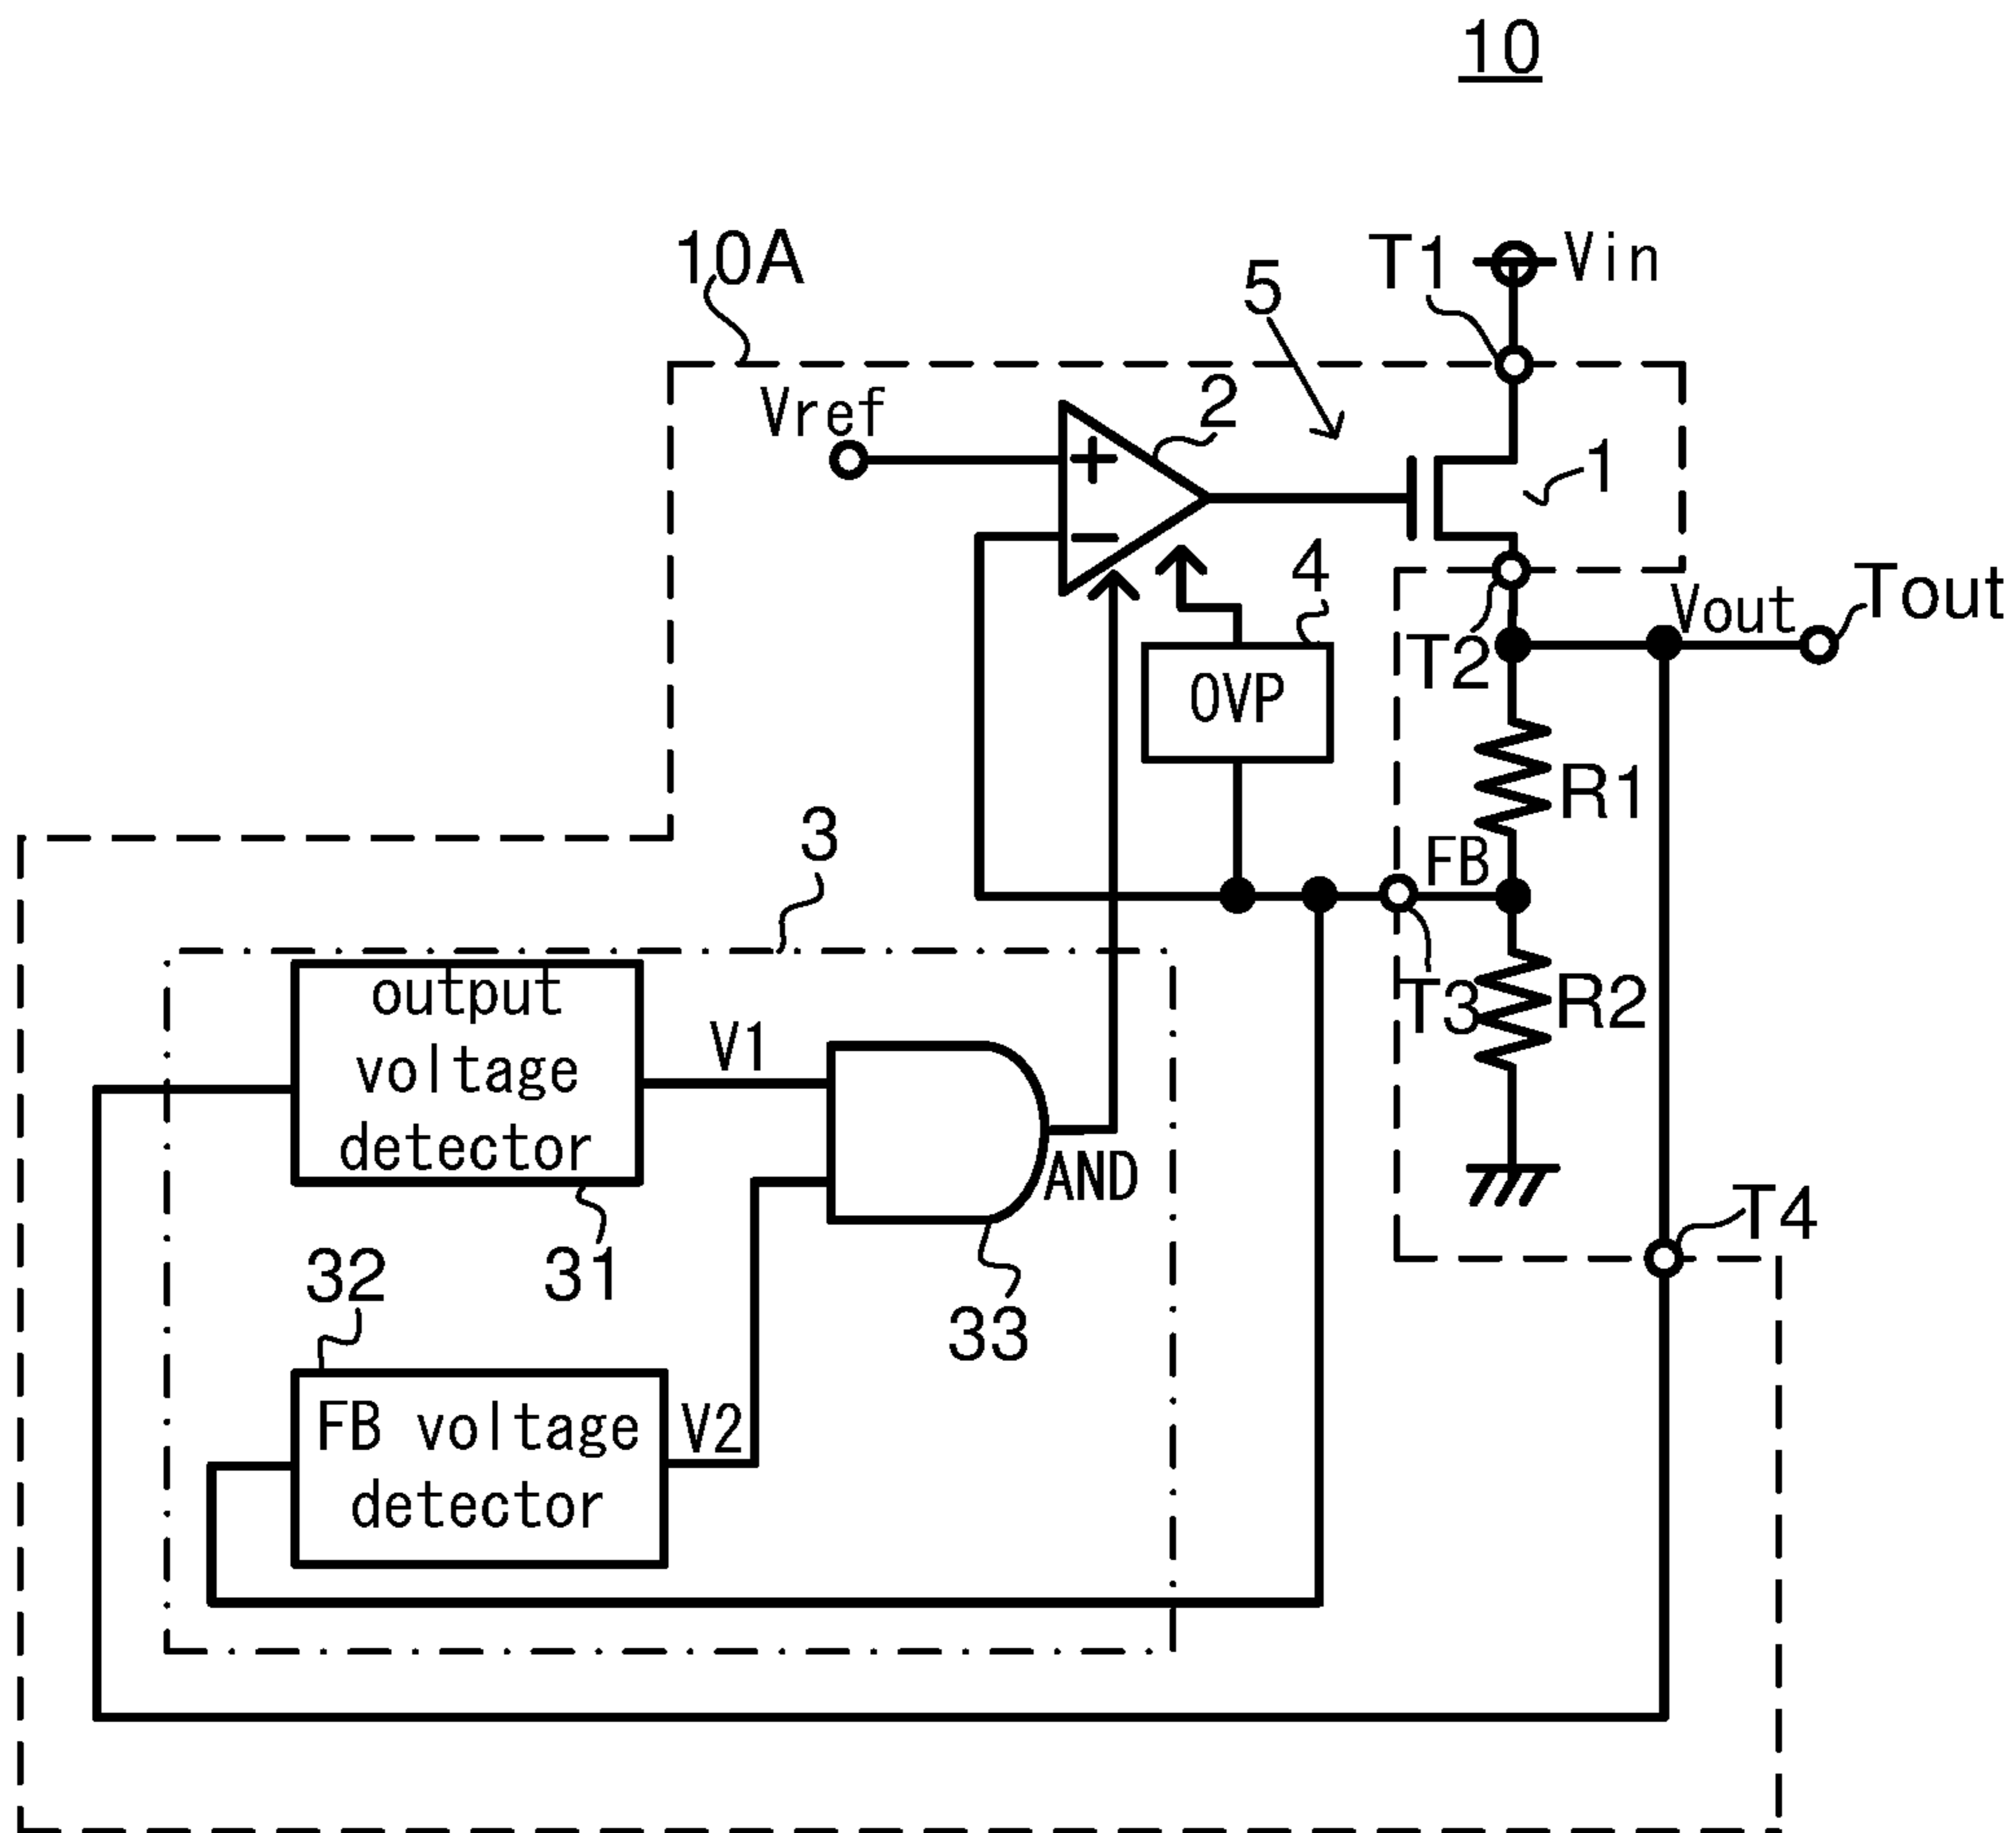 10
10A
T1
Vin
5
Vref
2
+
1
−
4
Vout
Tout
T2
OVP
R1
3
FB
output
voltage
detector
V1
T3
R2
AND
T4
31
32
33
FB voltage
detector
V2